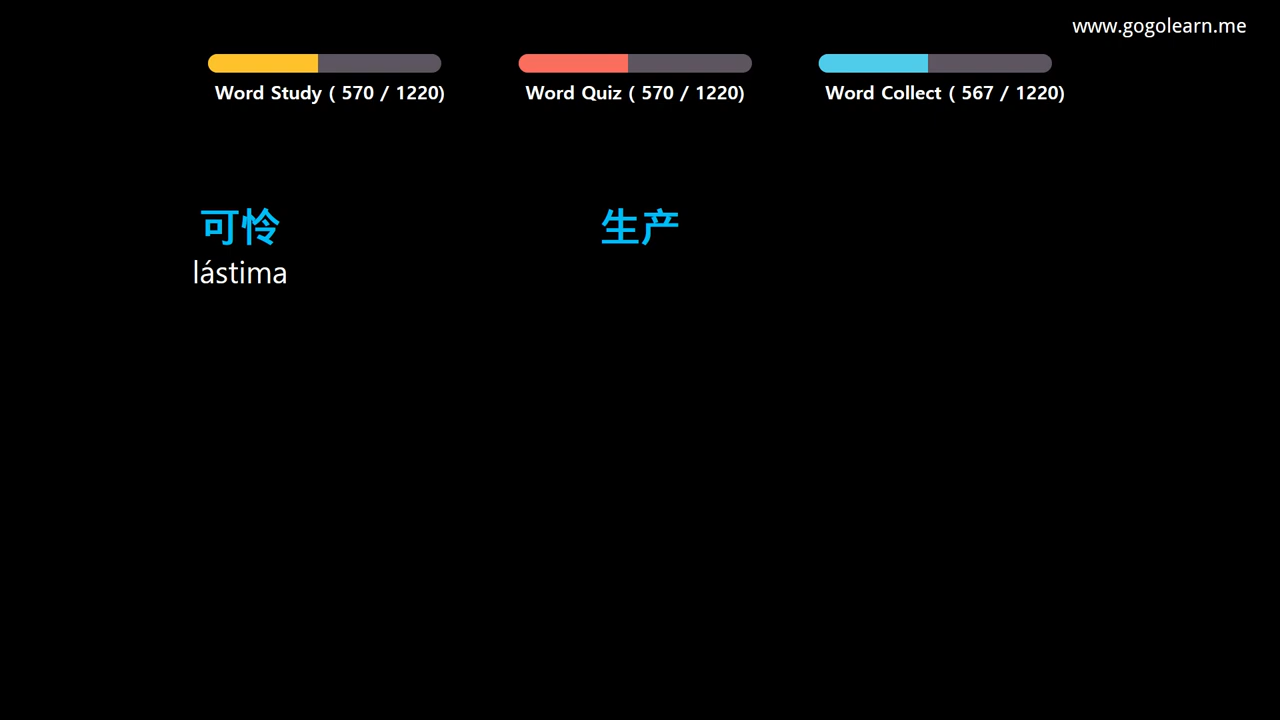 www.gogolearn.me
Word Study ( 570 / 1220)
Word Quiz ( 570 / 1220)
Word Collect ( 567 / 1220)
可怜
生产
lástima